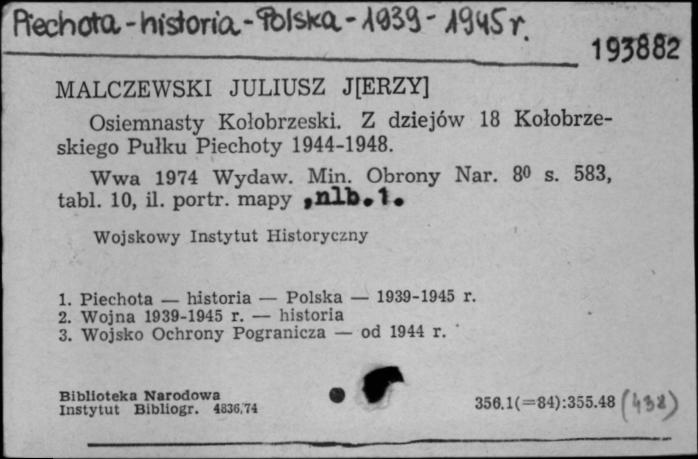 Piechota - historia - Polska - 1939 - 1945 r.
193882
MALCZEWSKI JULIUSZ J[ERZY]
Osiemnasty Kołobrzeski. Z dziejów 18 Kołobrze-
skiego Pułku Piechoty 1944-1948.
Wwa 1974 Wydaw. Min. Obrony Nar. 8⁰ s. 583,
tabl. 10, il. portr. mapy ,nlb.1.
Wojskowy Instytut Historyczny
1. Piechota — historia — Polska — 1939-1945 r.
2. Wojna 1939-1945 r. — historia
3. Wojsko Ochrony Pogranicza — od 1944 r.
Biblioteka Narodowa
Instytut Bibliogr. 4836,74
356.1(=84):355.48 (438)